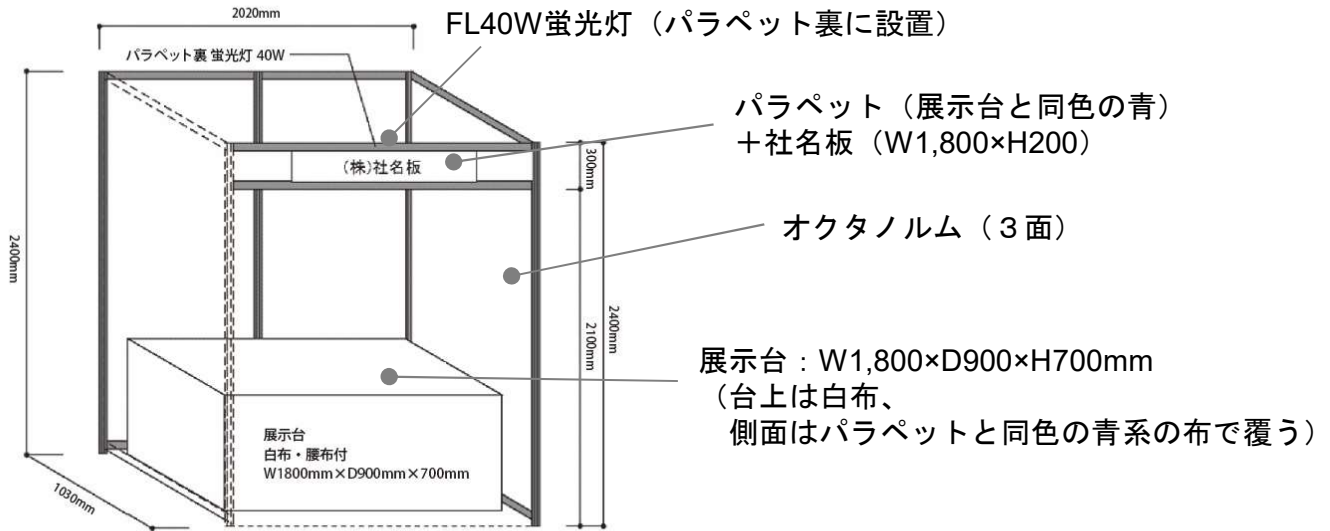 2020mm
FL40W蛍光灯（パラペット裏に設置）
パラペット裏 蛍光灯 40W
パラペット（展示台と同色の青）
＋社名板（W1,800×H200）
(株)社名板
300mm
オクタノルム（３面）
2400mm
2400mm
2100mm
展示台：W1,800×D900×H700mm
（台上は白布、
側面はパラペットと同色の青系の布で覆う）
展示台
白布・腰布付
W1800mm×D900mm×700mm
1030mm